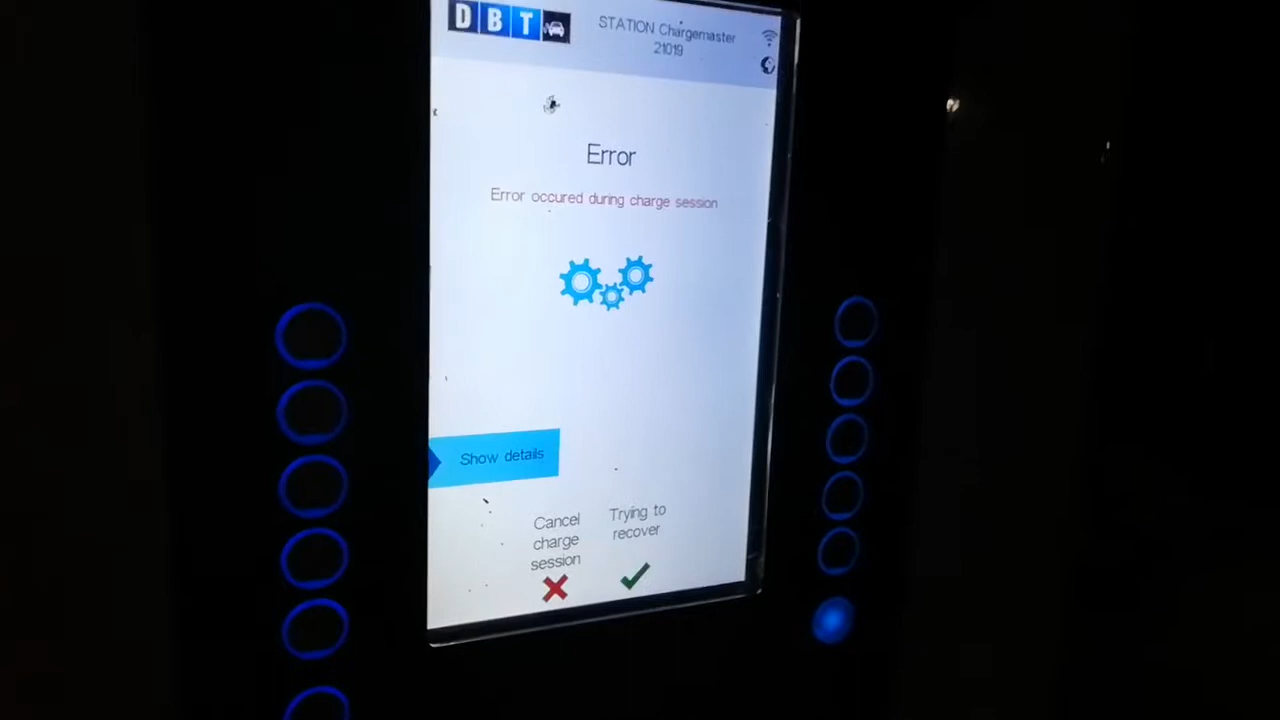 DBT
STATION Chargemaster
21019
Error
Error occured during charge session
Show details
Cancel
charge
session
Trying to
recover